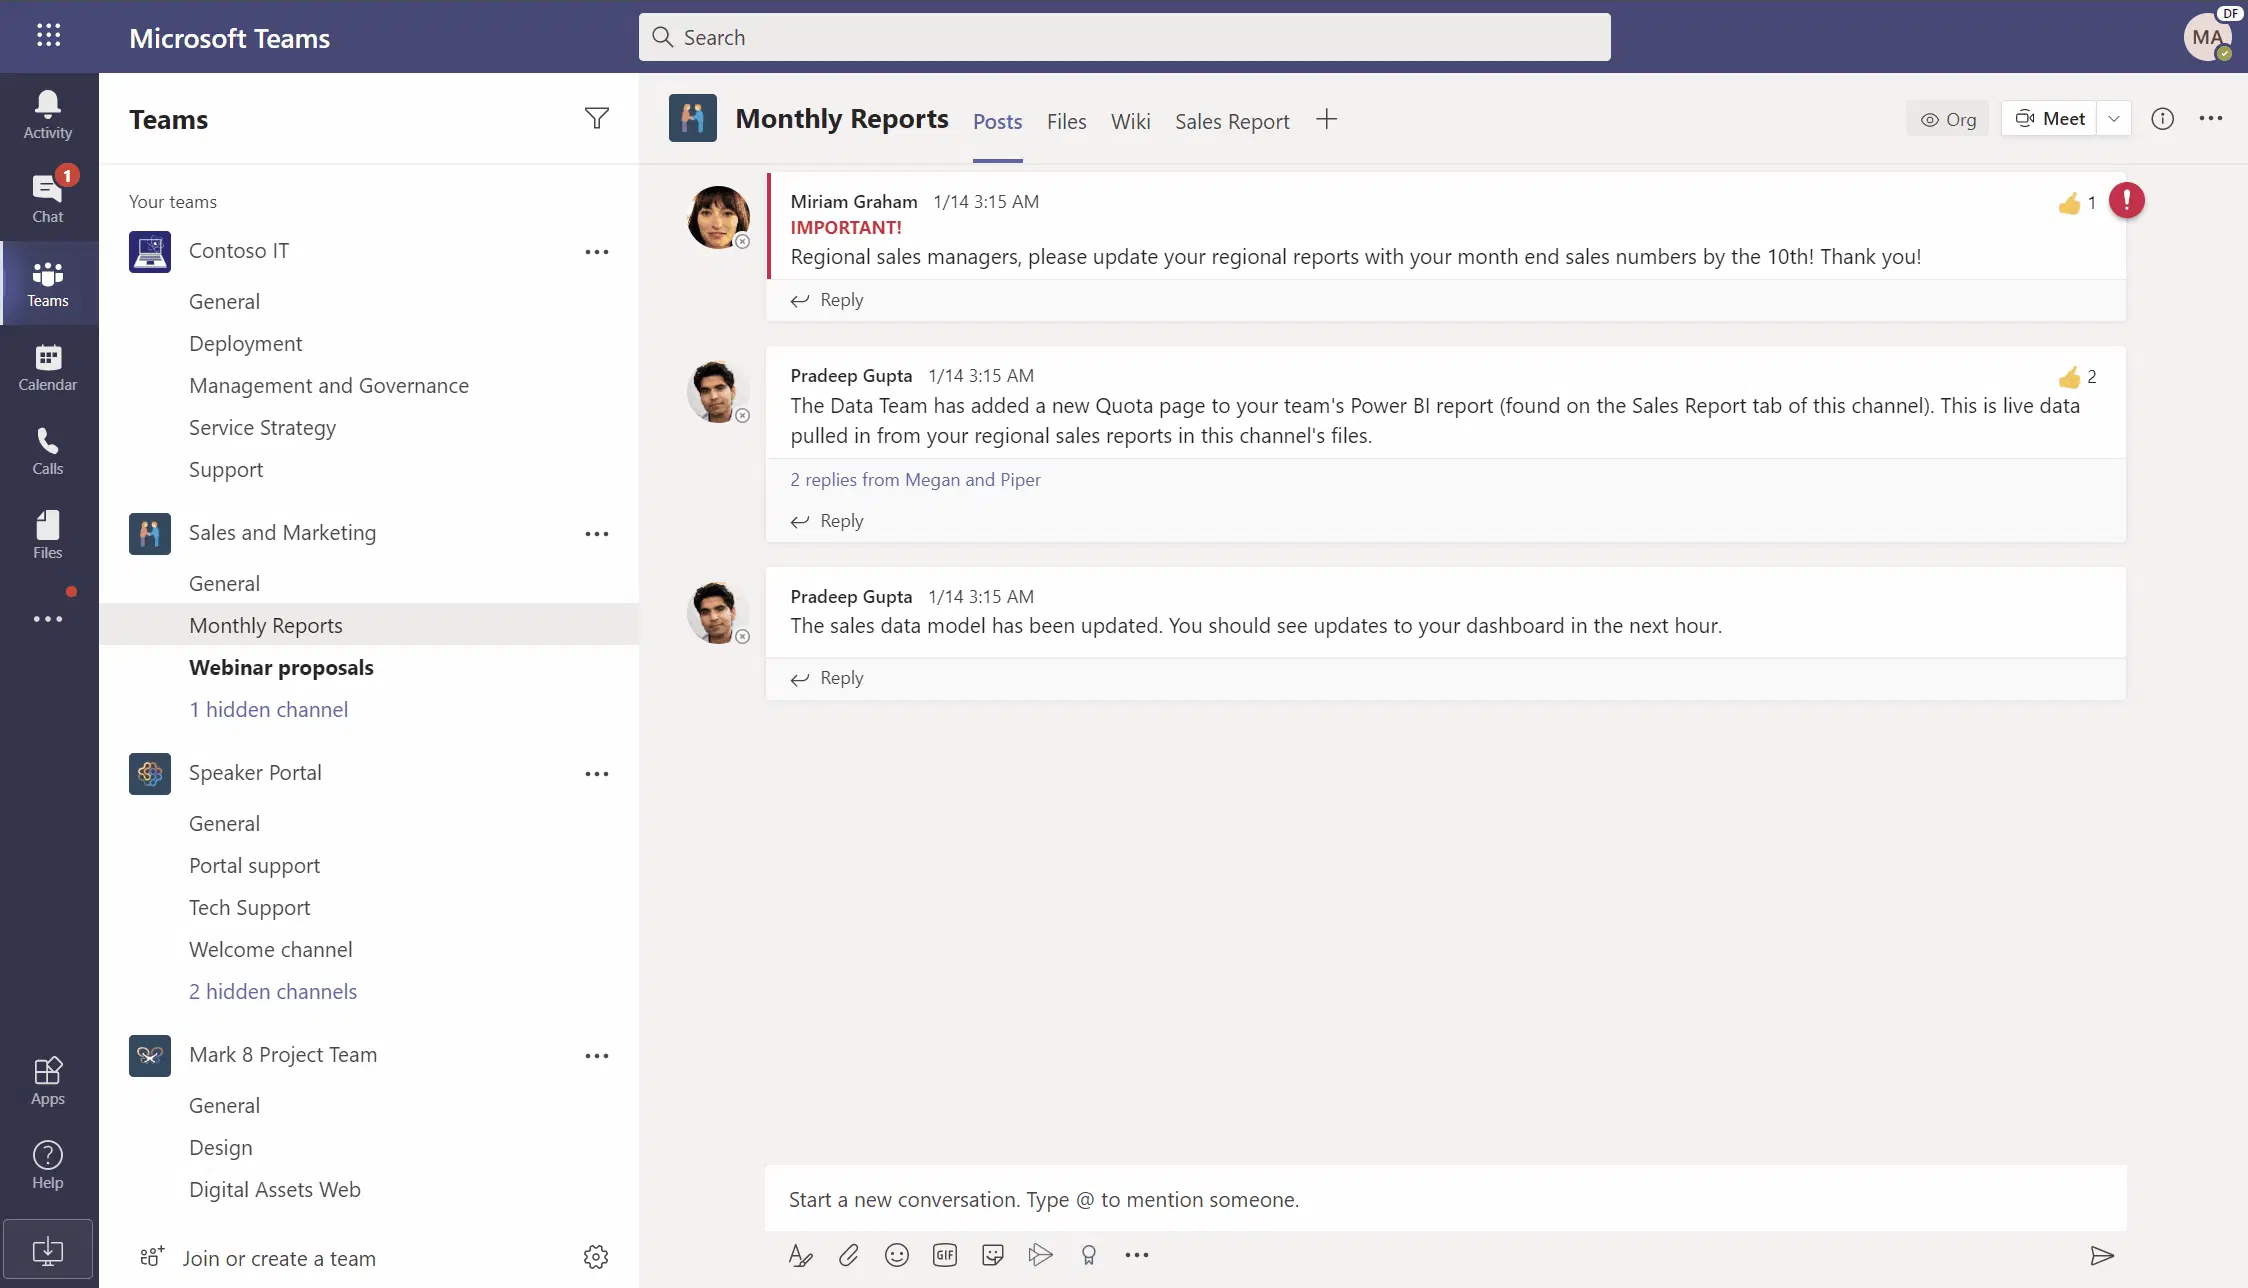 Microsoft Teams
Search
DF
MA
Activity
1
Chat
Teams
Calendar
Calls
Files
Apps
Help
Teams
Your teams
Contoso IT
General
Deployment
Management and Governance
Service Strategy
Support
Sales and Marketing
General
Monthly Reports
Webinar proposals
1 hidden channel
Speaker Portal
General
Portal support
Tech Support
Welcome channel
2 hidden channels
Mark 8 Project Team
General
Design
Digital Assets Web
Join or create a team
Monthly Reports Posts Files Wiki Sales Report
Org Meet
Miriam Graham 1/14 3:15 AM
1
IMPORTANT!
Regional sales managers, please update your regional reports with your month end sales numbers by the 10th! Thank you!
Reply
Pradeep Gupta 1/14 3:15 AM
2
The Data Team has added a new Quota page to your team's Power BI report (found on the Sales Report tab of this channel). This is live data
pulled in from your regional sales reports in this channel's files.
2 replies from Megan and Piper
Reply
Pradeep Gupta 1/14 3:15 AM
The sales data model has been updated. You should see updates to your dashboard in the next hour.
Reply
Start a new conversation. Type @ to mention someone.
GIF